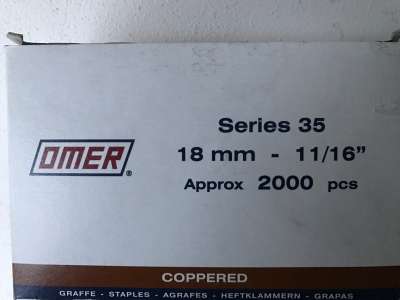 OMER®
Series 35
18 mm - 11/16”
Approx 2000 pcs
COPPERED
GRAFFE - STAPLES - AGRAFES - HEFTKLAMMERN - GRAPAS